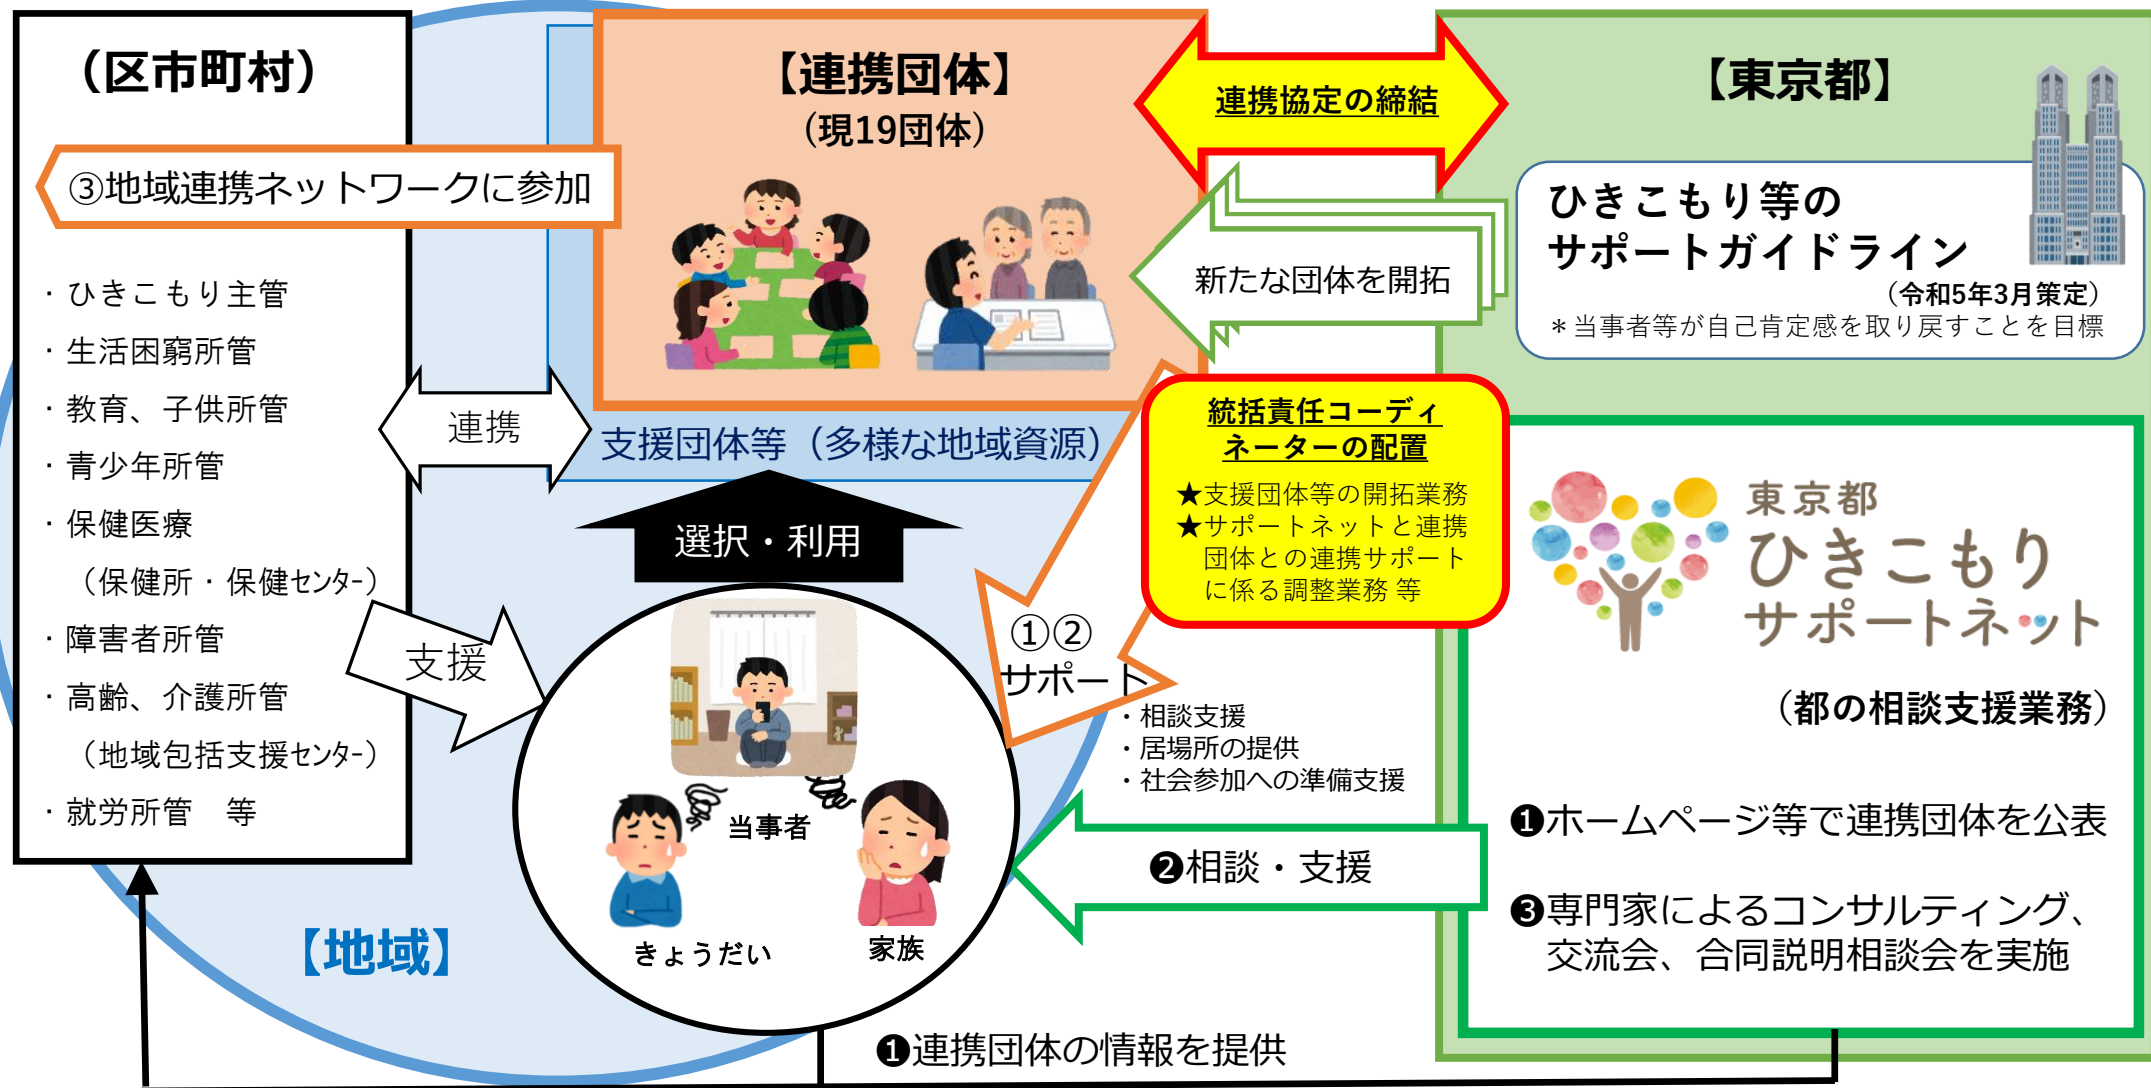 （区市町村）
③地域連携ネットワークに参加
・ひきこもり主管
・生活困窮所管
・教育、子供所管
・青少年所管
・保健医療
（保健所・保健センター）
・障害者所管
・高齢、介護所管
（地域包括支援センター）
・就労所管　等
【連携団体】
（現19団体）
連携
支援団体等（多様な地域資源）
選択・利用
支援
当事者
きょうだい
家族
【地域】
連携協定の締結
新たな団体を開拓
統括責任コーディ
ネーターの配置
★支援団体等の開拓業務
★サポートネットと連携
団体との連携サポート
に係る調整業務 等
①②
サポート
・相談支援
・居場所の提供
・社会参加への準備支援
❷相談・支援
❶連携団体の情報を提供
【東京都】
ひきこもり等の
サポートガイドライン
（令和5年3月策定）
＊当事者等が自己肯定感を取り戻すことを目標
東京都
ひきこもり
サポートネット
（都の相談支援業務）
❶ホームページ等で連携団体を公表
❸専門家によるコンサルティング、
交流会、合同説明相談会を実施